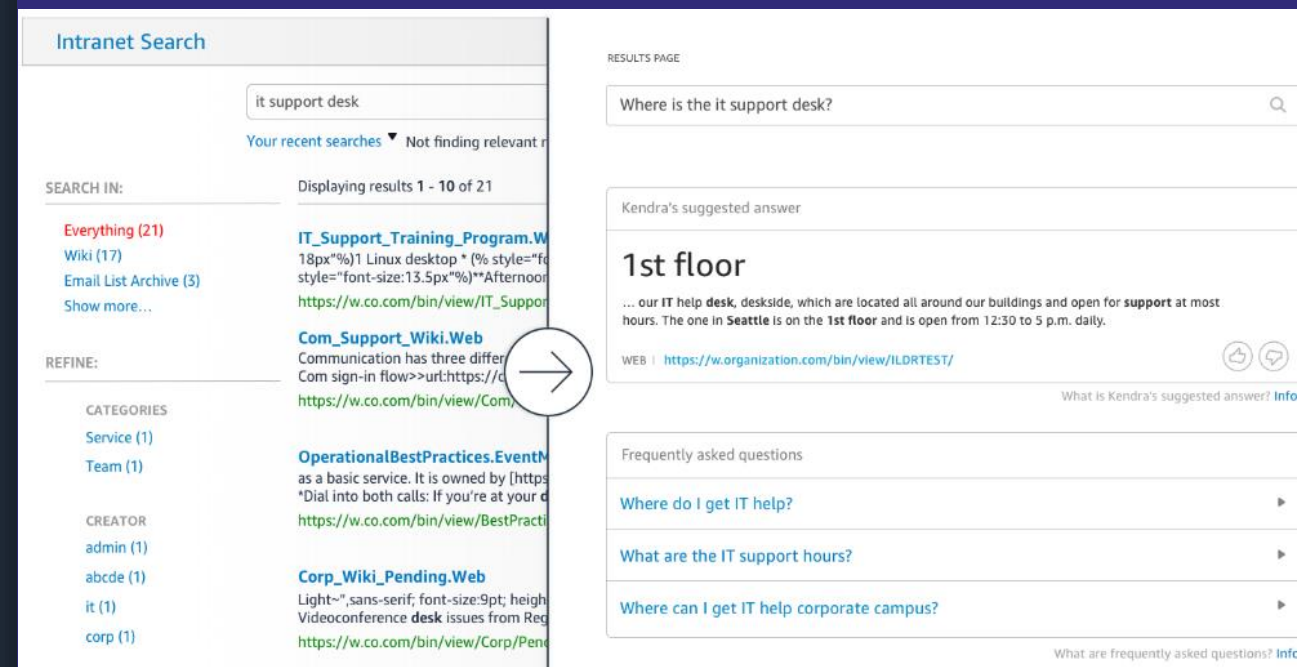 Intranet Search
it support desk
Your recent searches ▼ Not finding relevant
SEARCH IN:
Everything (21)
Wiki (17)
Email List Archive (3)
Show more...
REFINE:
CATEGORIES
Service (1)
Team (1)
CREATOR
admin (1)
abcde (1)
it (1)
corp (1)
Displaying results 1 - 10 of 21
IT_Support_Training_Program.W
18px"%)1 Linux desktop * (% style="fo
style="font-size:13.5px"%)**Afternoon
https://w.co.com/bin/view/IT_Suppor
Com_Support_Wiki.Web
Communication has three differ
Com sign-in flow>>url:https://c
https://w.co.com/bin/view/Com/
OperationalBestPractices.EventM
as a basic service. It is owned by [https
*Dial into both calls: If you're at your d
https://w.co.com/bin/view/BestPracti
Corp_Wiki_Pending.Web
Light~",sans-serif; font-size:9pt; heigh
Videoconference desk issues from Reg
https://w.co.com/bin/view/Corp/Pend
RESULTS PAGE
Where is the it support desk?
Kendra's suggested answer
1st floor
... our IT help desk, deskside, which are located all around our buildings and open for support at most
hours. The one in Seattle is on the 1st floor and is open from 12:30 to 5 p.m. daily.
WEB | https://w.organization.com/bin/view/ILDRTEST/
What is Kendra's suggested answer? Info
Frequently asked questions
Where do I get IT help?
What are the IT support hours?
Where can I get IT help corporate campus?
What are frequently asked questions? Info